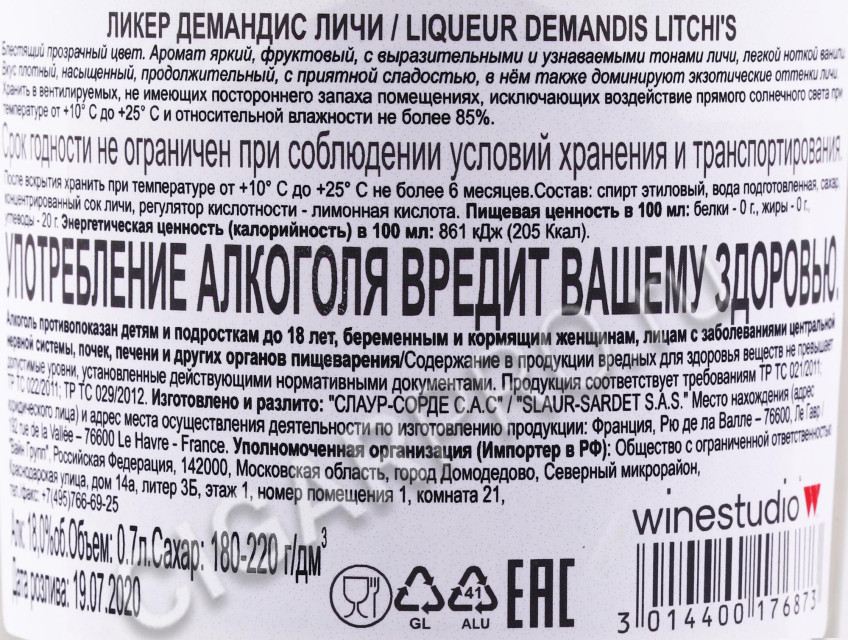 ЛИКЕР ДЕМАНДИС ЛИЧИ / LIQUEUR DEMANDIS LITCHI'S
Блестящий прозрачный цвет. Аромат яркий, фруктовый, с выразительными и узнаваемыми тонами личи, легкой ноткой ванили.
Вкус плотный, насыщенный, продолжительный, с приятной сладостью, в нём также доминируют экзотические оттенки личи.
Хранить в вентилируемых, не имеющих постороннего запаха помещениях, исключающих воздействие прямого солнечного света при
температуре от +10° С до +25° С и относительной влажности не более 85%.
Срок годности не ограничен при соблюдении условий хранения и транспортирования.
После вскрытия хранить при температуре от +10° С до +25° С не более 6 месяцев.Состав: спирт этиловый, вода подготовленная, сахар,
концентрированный сок личи, регулятор кислотности - лимонная кислота. Пищевая ценность в 100 мл: белки - 0 г., жиры - 0 г.,
углеводы - 20 г. Энергетическая ценность (калорийность) в 100 мл: 861 кДж (205 Ккал).
УПОТРЕБЛЕНИЕ АЛКОГОЛЯ ВРЕДИТ ВАШЕМУ ЗДОРОВЬЮ.
Алкоголь противопоказан детям и подросткам до 18 лет, беременным и кормящим женщинам, лицам с заболеваниями центральной
нервной системы, почек, печени и других органов пищеварения/Содержание в продукции вредных для здоровья веществ не превышает
допустимые уровни, установленные действующими нормативными документами. Продукция соответствует требованиям ТР ТС 021/2011;
ТР ТС 022/2011; ТР ТС 029/2012. Изготовлено и разлито: "СЛАУР-СОРДЕ С.А.С" / "SLAUR-SARDET S.A.S." Место нахождения (адрес
юридического лица) и адрес места осуществления деятельности по изготовлению продукции: Франция, Рю де ла Валле – 76600, Ле Гавр /
rue de la Vallée – 76600 Le Havre - France. Уполномоченная организация (Импортер в РФ): Общество с ограниченной ответственностью
"Вайн Групп". Российская Федерация, 142000, Московская область, город Домодедово, Северный микрорайон,
Краснодарская улица, дом 14а, литер 3Б, этаж 1, номер помещения 1, комната 21,
тел./факс: +7(495)766-69-25
Алк. 18,0%об.Объем: 0.7л.Сахар: 180-220 г/дм³
Дата розлива: 19.07.2020
winestudio W
GL
41
ALU
EAC
3 014400 176873
CIGARPRO.RU